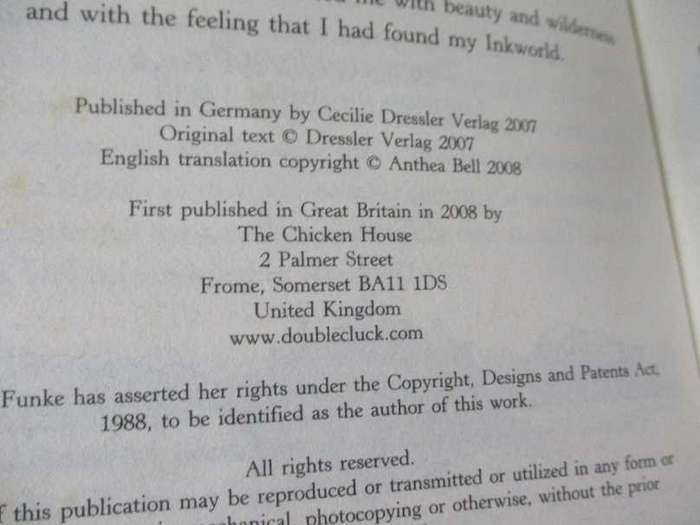 me with beauty and wilderness
and with the feeling that I had found my Inkworld.
Published in Germany by Cecilie Dressler Verlag 2007
Original text © Dressler Verlag 2007
English translation copyright © Anthea Bell 2008
First published in Great Britain in 2008 by
The Chicken House
2 Palmer Street
Frome, Somerset BA11 1DS
United Kingdom
www.doublecluck.com
Funke has asserted her rights under the Copyright, Designs and Patents Act,
1988, to be identified as the author of this work.
All rights reserved.
this publication may be reproduced or transmitted or utilized in any form or
photocopying or otherwise, without the prior